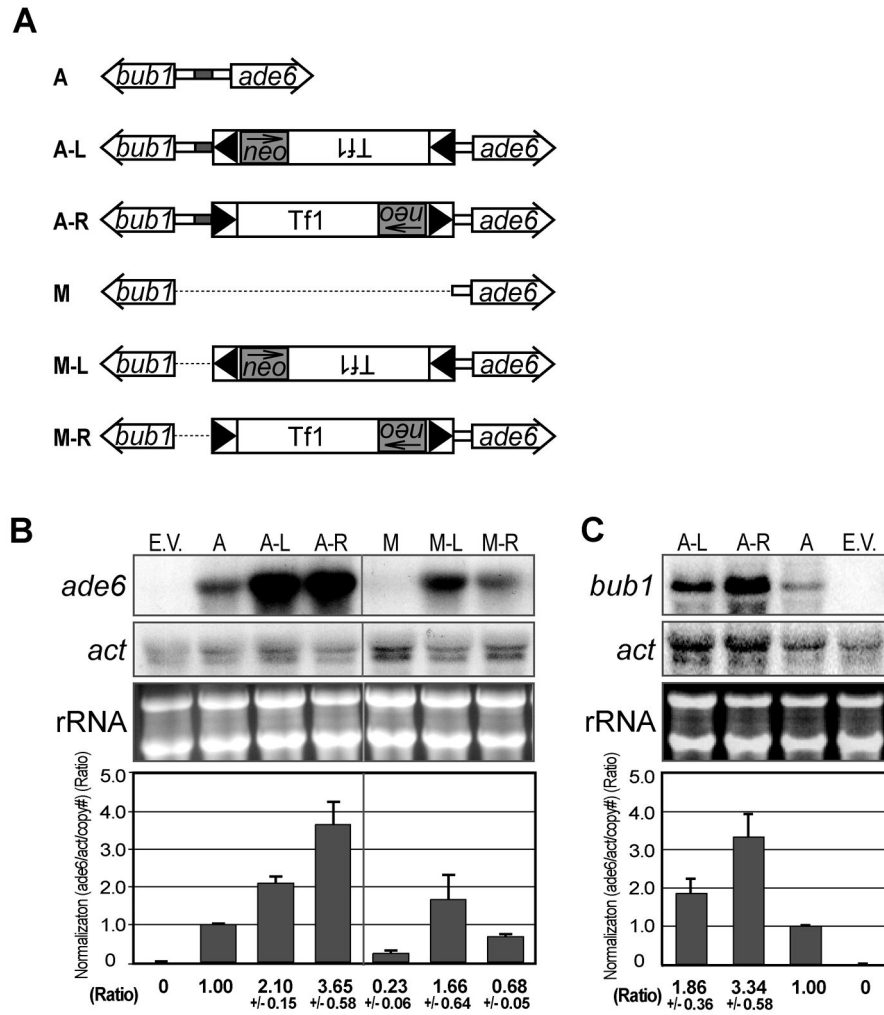 A
A bub1 ade6
A-L bub1 neo Tf1 ade6
A-R bub1 Tf1 neo ade6
M bub1 ade6
M-L bub1 neo Tf1 ade6
M-R bub1 Tf1 neo ade6
B
E.V. A A-L A-R M M-L M-R
ade6
act
rRNA
Normalizaton (ade6/act/copy#) (Ratio)
5.0
4.0
3.0
2.0
1.0
0
(Ratio) 0 1.00 2.10 3.65 0.23 1.66 0.68
+/- 0.15 +/- 0.58 +/- 0.06 +/- 0.64 +/- 0.05
C
A-L A-R A E.V.
bub1
act
rRNA
Normalizaton (ade6/act/copy#) (Ratio)
5.0
4.0
3.0
2.0
1.0
0
(Ratio) 1.86 3.34 1.00 0
+/- 0.36 +/- 0.58